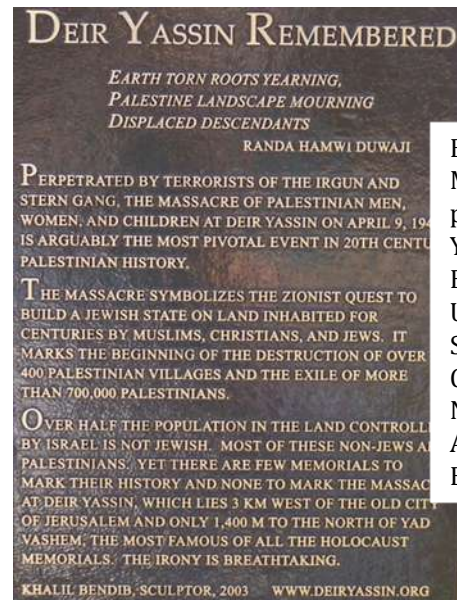 DEIR YASSIN REMEMBERED
EARTH TORN ROOTS YEARNING,
PALESTINE LANDSCAPE MOURNING
DISPLACED DESCENDANTS
RANDA HAMWI DUWAJI
PERPETRATED BY TERRORISTS OF THE IRGUN AND
STERN GANG, THE MASSACRE OF PALESTINIAN MEN,
WOMEN, AND CHILDREN AT DEIR YASSIN ON APRIL 9, 194
IS ARGUABLY THE MOST PIVOTAL EVENT IN 20TH CENTU
PALESTINIAN HISTORY.
THE MASSACRE SYMBOLIZES THE ZIONIST QUEST TO
BUILD A JEWISH STATE ON LAND INHABITED FOR
CENTURIES BY MUSLIMS, CHRISTIANS, AND JEWS. IT
MARKS THE BEGINNING OF THE DESTRUCTION OF OVER
400 PALESTINIAN VILLAGES AND THE EXILE OF MORE
THAN 700,000 PALESTINIANS.
OVER HALF THE POPULATION IN THE LAND CONTROLL
BY ISRAEL IS NOT JEWISH. MOST OF THESE NON-JEWS A
PALESTINIANS. YET THERE ARE FEW MEMORIALS TO
MARK THEIR HISTORY AND NONE TO MARK THE MASSAC
AT DEIR YASSIN, WHICH LIES 3 KM WEST OF THE OLD CITY
OF JERUSALEM AND ONLY 1,400 M TO THE NORTH OF YAD
VASHEM, THE MOST FAMOUS OF ALL THE HOLOCAUST
MEMORIALS. THE IRONY IS BREATHTAKING.
KHALIL BENDIB, SCULPTOR, 2003 WWW.DEIRYASSIN.ORG